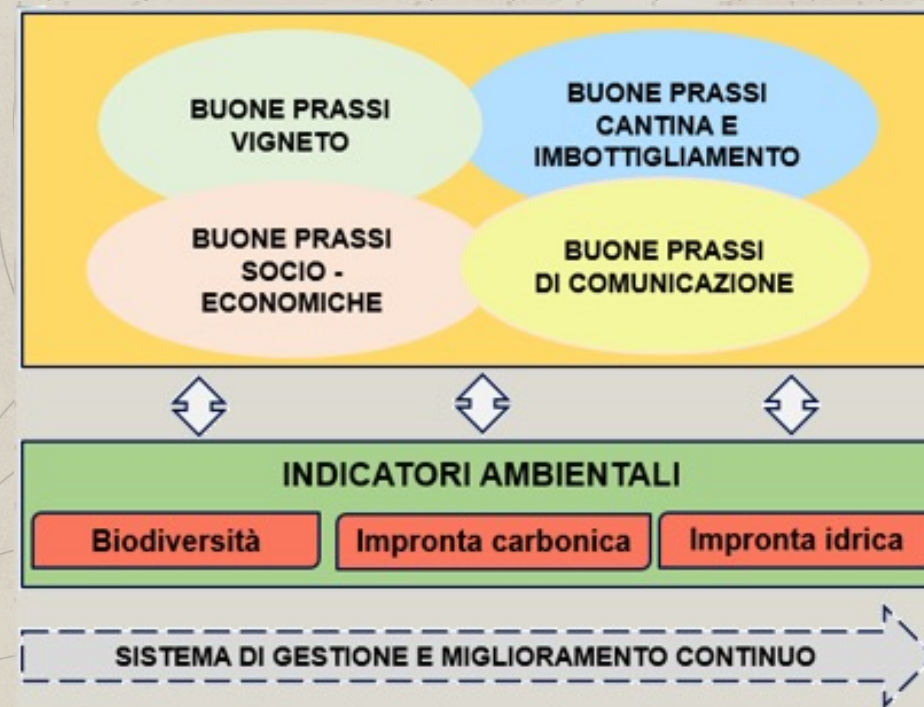 BUONE PRASSI
VIGNETO
BUONE PRASSI
CANTINA E
IMBOTTIGLIAMENTO
BUONE PRASSI
SOCIO -
ECONOMICHE
BUONE PRASSI
DI COMUNICAZIONE
INDICATORI AMBIENTALI
Biodiversità
Impronta carbonica
Impronta idrica
SISTEMA DI GESTIONE E MIGLIORAMENTO CONTINUO